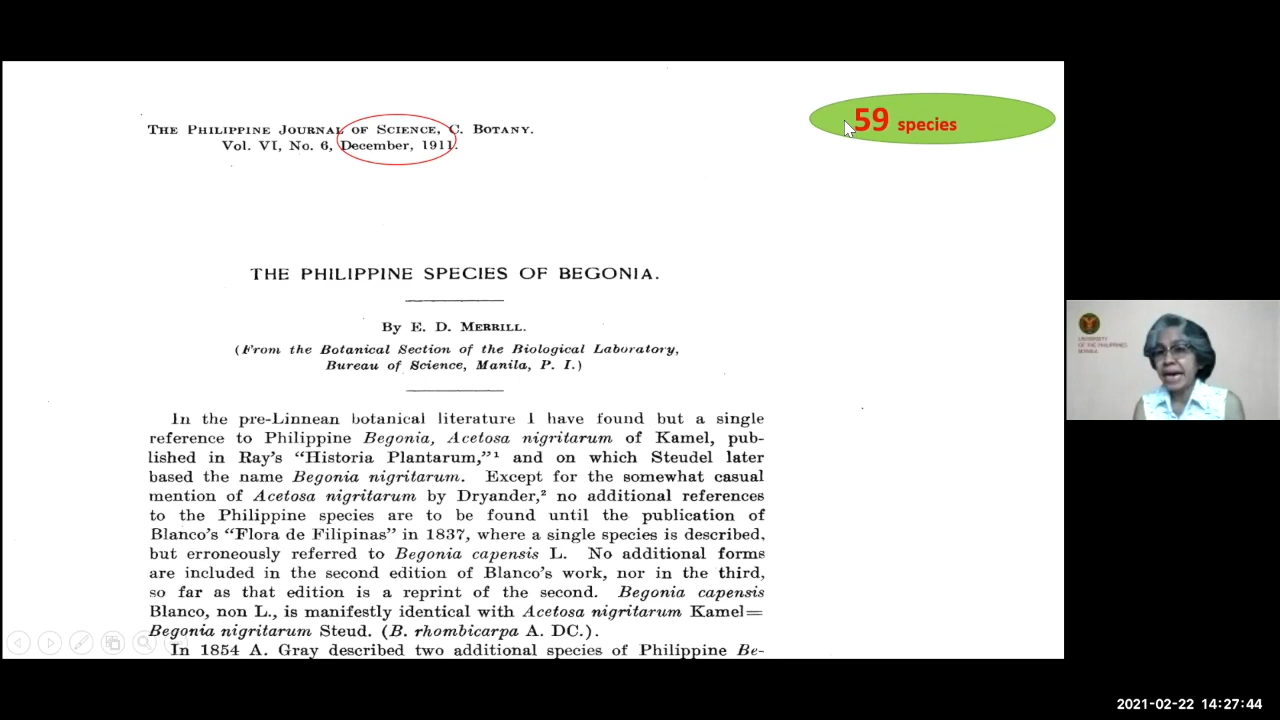 THE PHILIPPINE JOURNAL OF SCIENCE, C. BOTANY.
Vol. VI, No. 6, December, 1911.
59 species
THE PHILIPPINE SPECIES OF BEGONIA.
By E. D. MERRILL.
(From the Botanical Section of the Biological Laboratory,
Bureau of Science, Manila, P. I.)
In the pre-Linnean botanical literature I have found but a single
reference to Philippine Begonia, Acetosa nigritarum of Kamel, pub-
lished in Ray's "Historia Plantarum,"¹ and on which Steudel later
based the name Begonia nigritarum. Except for the somewhat casual
mention of Acetosa nigritarum by Dryander,² no additional references
to the Philippine species are to be found until the publication of
Blanco's "Flora de Filipinas" in 1837, where a single species is described,
but erroneously referred to Begonia capensis L. No additional forms
are included in the second edition of Blanco's work, nor in the third,
so far as that edition is a reprint of the second. Begonia capensis
Blanco, non L., is manifestly identical with Acetosa nigritarum Kamel=
Begonia nigritarum Steud. (B. rhombicarpa A. DC.).
In 1854 A. Gray described two additional species of Philippine Be-
UNIVERSITY
OF THE PHILIPPINES
MANILA
2021-02-22 14:27:44